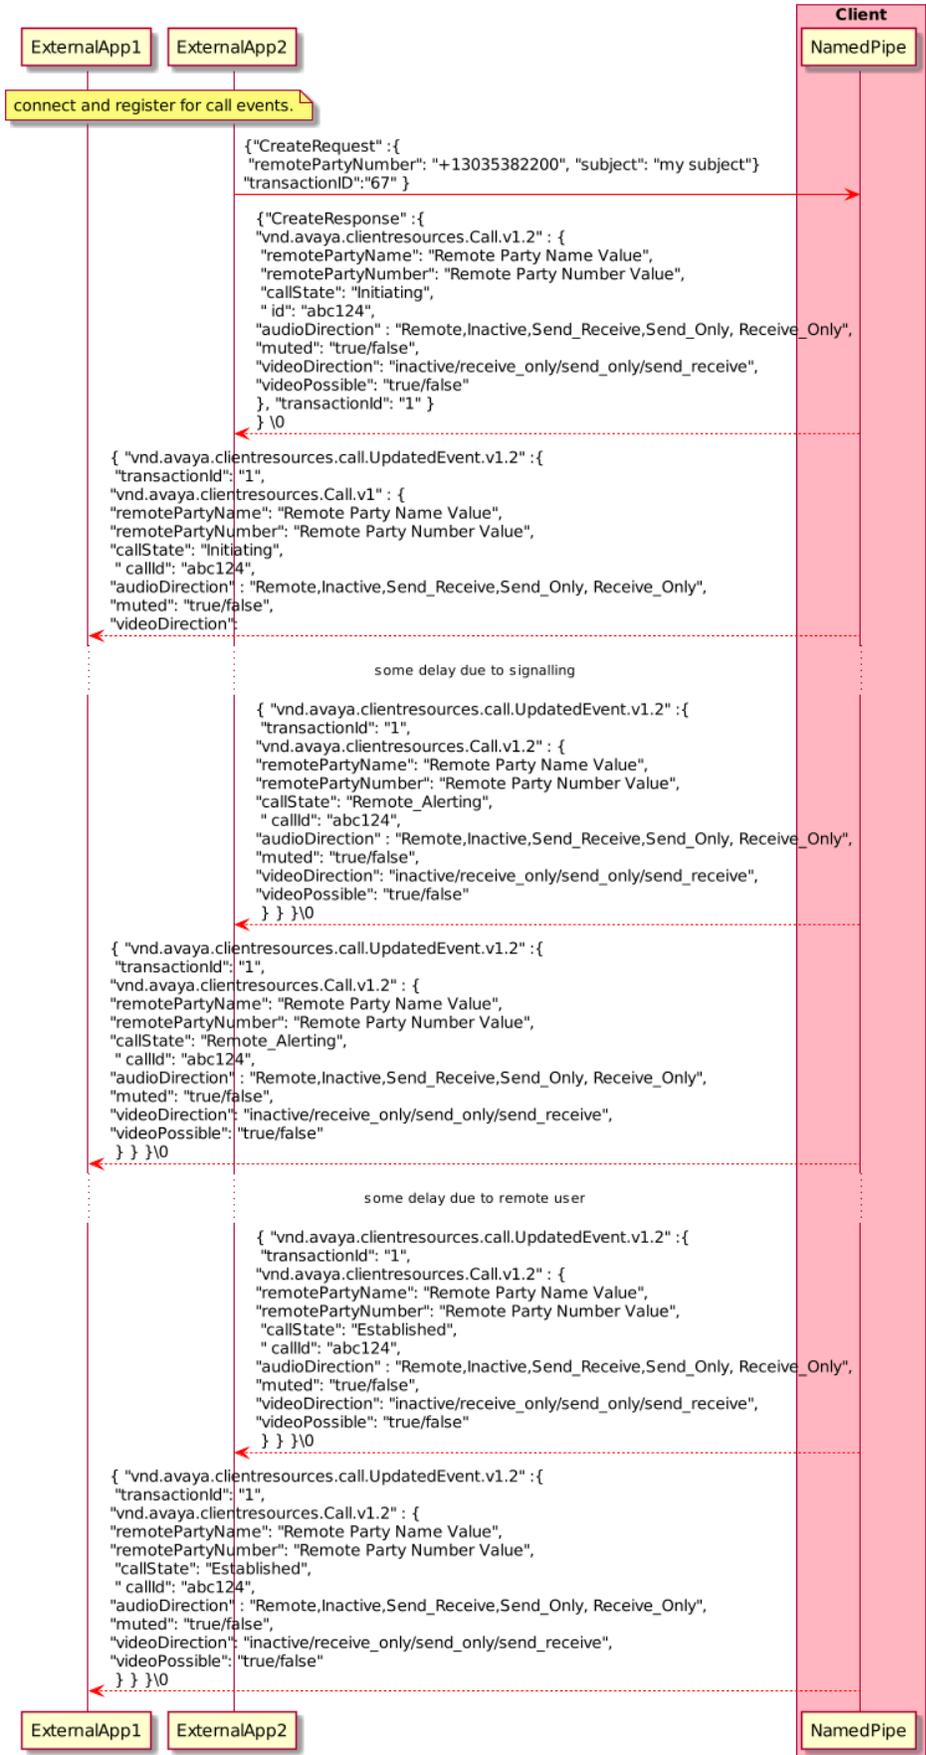 Client
ExternalApp1 ExternalApp2 NamedPipe
connect and register for call events.
{"CreateRequest" :{
"remotePartyNumber": "+13035382200", "subject": "my subject"}
"transactionID":"67" }
{"CreateResponse" :{
"vnd.avaya.clientresources.Call.v1.2" : {
"remotePartyName": "Remote Party Name Value",
"remotePartyNumber": "Remote Party Number Value",
"callState": "Initiating",
" id": "abc124",
"audioDirection" : "Remote,Inactive,Send_Receive,Send_Only, Receive_Only",
"muted": "true/false",
"videoDirection": "inactive/receive_only/send_only/send_receive",
"videoPossible": "true/false"
}, "transactionId": "1" }
} \0
{ "vnd.avaya.clientresources.call.UpdatedEvent.v1.2" :{
"transactionId": "1",
"vnd.avaya.clientresources.Call.v1" : {
"remotePartyName": "Remote Party Name Value",
"remotePartyNumber": "Remote Party Number Value",
"callState": "Initiating",
" callId": "abc124",
"audioDirection" : "Remote,Inactive,Send_Receive,Send_Only, Receive_Only",
"muted": "true/false",
"videoDirection":
some delay due to signalling
{ "vnd.avaya.clientresources.call.UpdatedEvent.v1.2" :{
"transactionId": "1",
"vnd.avaya.clientresources.Call.v1.2" : {
"remotePartyName": "Remote Party Name Value",
"remotePartyNumber": "Remote Party Number Value",
"callState": "Remote_Alerting",
" callId": "abc124",
"audioDirection" : "Remote,Inactive,Send_Receive,Send_Only, Receive_Only",
"muted": "true/false",
"videoDirection": "inactive/receive_only/send_only/send_receive",
"videoPossible": "true/false"
} } }\0
{ "vnd.avaya.clientresources.call.UpdatedEvent.v1.2" :{
"transactionId": "1",
"vnd.avaya.clientresources.Call.v1.2" : {
"remotePartyName": "Remote Party Name Value",
"remotePartyNumber": "Remote Party Number Value",
"callState": "Remote_Alerting",
" callId": "abc124",
"audioDirection" : "Remote,Inactive,Send_Receive,Send_Only, Receive_Only",
"muted": "true/false",
"videoDirection": "inactive/receive_only/send_only/send_receive",
"videoPossible": "true/false"
} } }\0
some delay due to remote user
{ "vnd.avaya.clientresources.call.UpdatedEvent.v1.2" :{
"transactionId": "1",
"vnd.avaya.clientresources.Call.v1.2" : {
"remotePartyName": "Remote Party Name Value",
"remotePartyNumber": "Remote Party Number Value",
"callState": "Established",
" callId": "abc124",
"audioDirection" : "Remote,Inactive,Send_Receive,Send_Only, Receive_Only",
"muted": "true/false",
"videoDirection": "inactive/receive_only/send_only/send_receive",
"videoPossible": "true/false"
} } }\0
{ "vnd.avaya.clientresources.call.UpdatedEvent.v1.2" :{
"transactionId": "1",
"vnd.avaya.clientresources.Call.v1.2" : {
"remotePartyName": "Remote Party Name Value",
"remotePartyNumber": "Remote Party Number Value",
"callState": "Established",
" callId": "abc124",
"audioDirection" : "Remote,Inactive,Send_Receive,Send_Only, Receive_Only",
"muted": "true/false",
"videoDirection": "inactive/receive_only/send_only/send_receive",
"videoPossible": "true/false"
} } }\0
ExternalApp1 ExternalApp2 NamedPipe